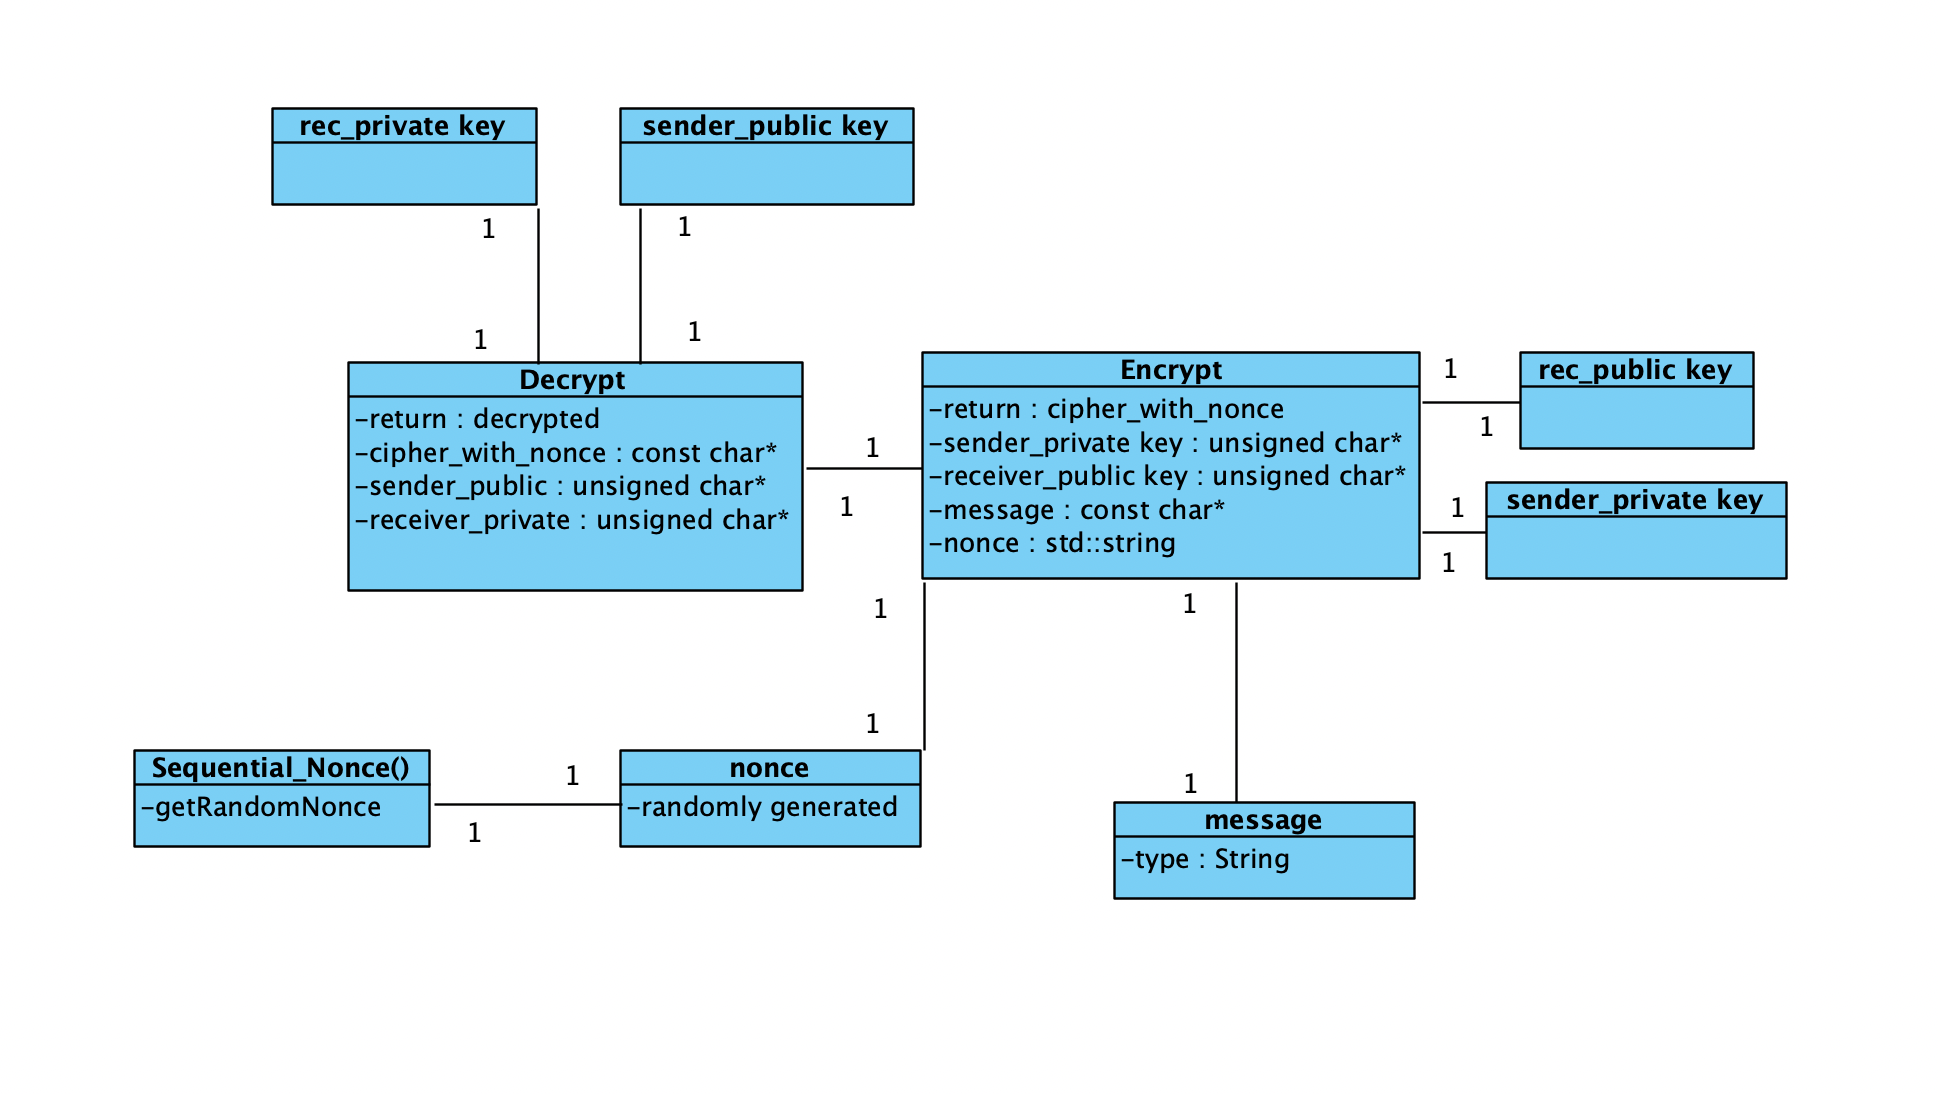 rec_private key
sender_public key
1
1
1
1
Decrypt
-return : decrypted
-cipher_with_nonce : const char*
-sender_public : unsigned char*
-receiver_private : unsigned char*
1
1
Encrypt
-return : cipher_with_nonce
-sender_private key : unsigned char*
-receiver_public key : unsigned char*
-message : const char*
-nonce : std::string
1
1
rec_public key
1
1
sender_private key
1
1
1
1
Sequential_Nonce()
-getRandomNonce
1
1
nonce
-randomly generated
message
-type : String